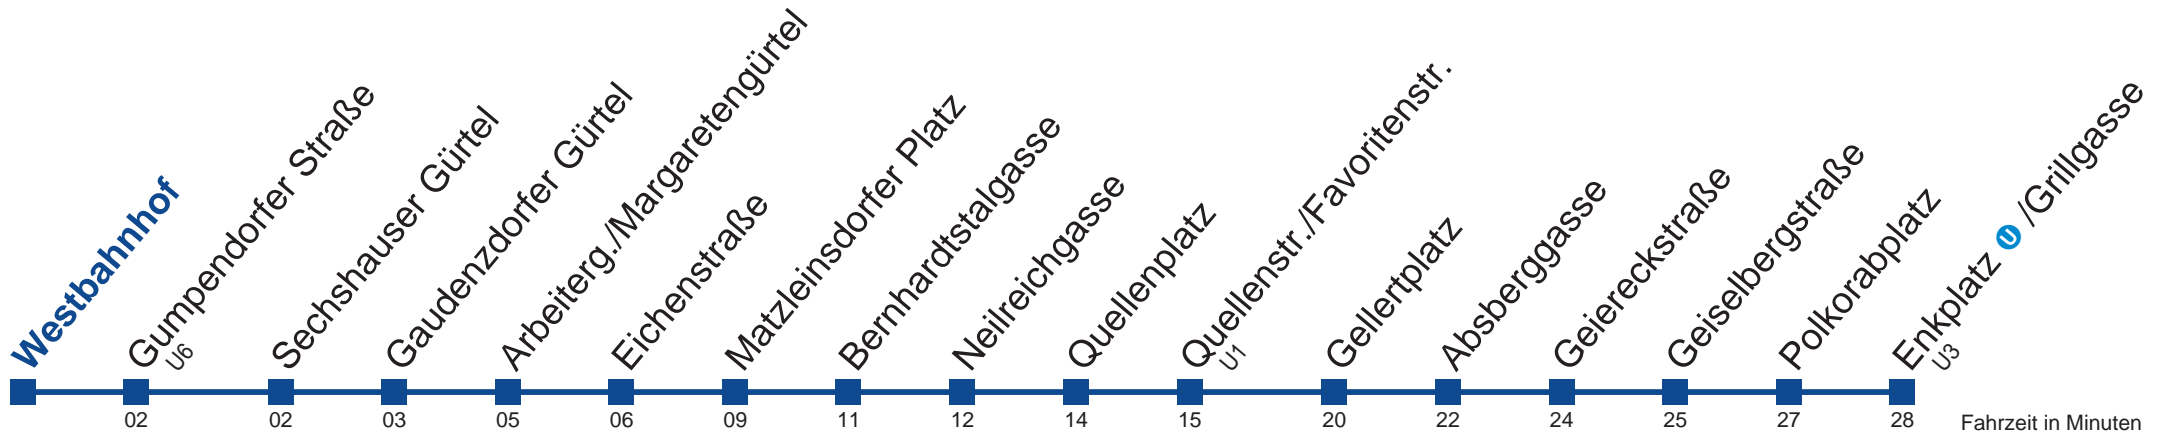 Westbahnhof
Gumpendorfer Straße
U6
Sechshauser Gürtel
Gaudenzdorfer Gürtel
Arbeiterg./Margaretengürtel
Eichenstraße
Matzleinsdorfer Platz
Bernhardtstalgasse
Neilreichgasse
Quellenplatz
Quellenstr./Favoritenstr.
U1
Gellertplatz
Absberggasse
Geiereckstraße
Geiselbergstraße
Polkorabplatz
Enkplatz U /Grillgasse
U3
02 02 03 05 06 09 11 12 14 15 20 22 24 25 27 28 Fahrzeit in Minuten